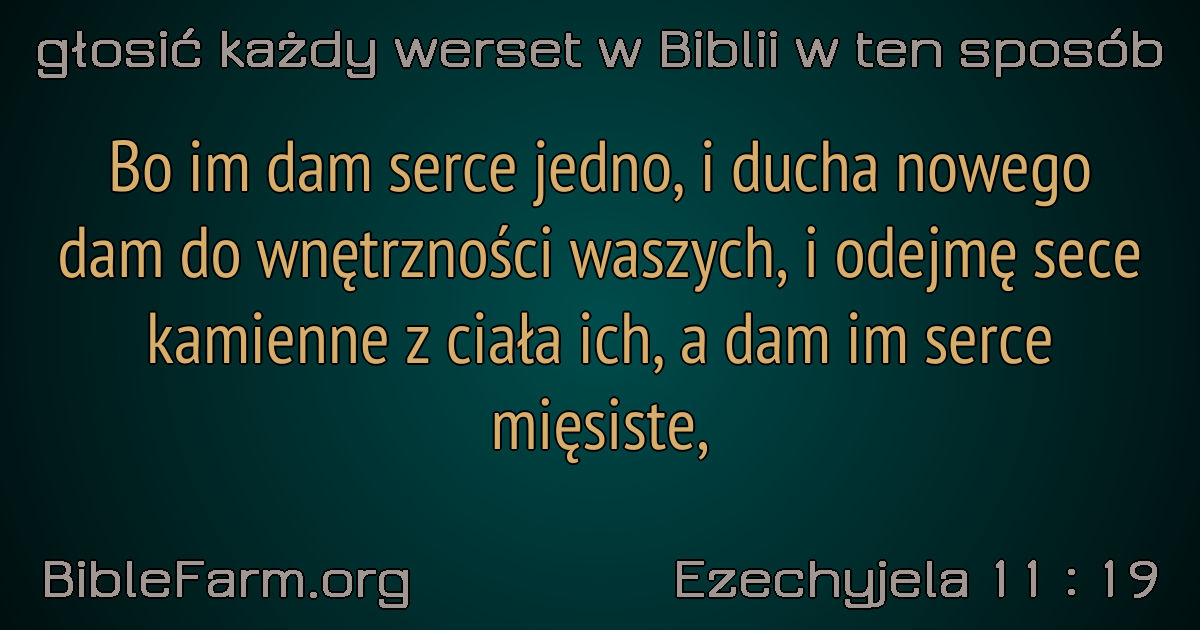 głosić każdy werset w Biblii w ten sposób
Bo im dam serce jedno, i ducha nowego
dam do wnętrzności waszych, i odejmę sece
kamienne z ciała ich, a dam im serce
mięsiste,
BibleFarm.org
Ezechyjela 11 : 19